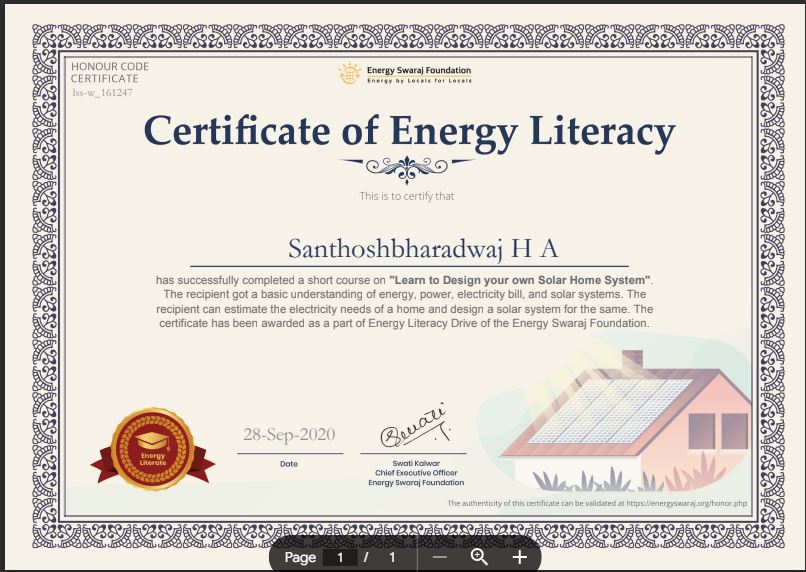 HONOUR CODE
CERTIFICATE
lss-w_161247
Energy Swaraj Foundation
Energy by Locals for Locals
Certificate of Energy Literacy
This is to certify that
Santhoshbharadwaj H A
has successfully completed a short course on "Learn to Design your own Solar Home System".
The recipient got a basic understanding of energy, power, electricity bill, and solar systems. The
recipient can estimate the electricity needs of a home and design a solar system for the same. The
certificate has been awarded as a part of Energy Literacy Drive of the Energy Swaraj Foundation.
Energy
Literate
28-Sep-2020
Date
Swati Kalwar
Chief Executive Officer
Energy Swaraj Foundation
The authenticity of this certificate can be validated at https://energyswaraj.org/honor.php
Page 1 / 1